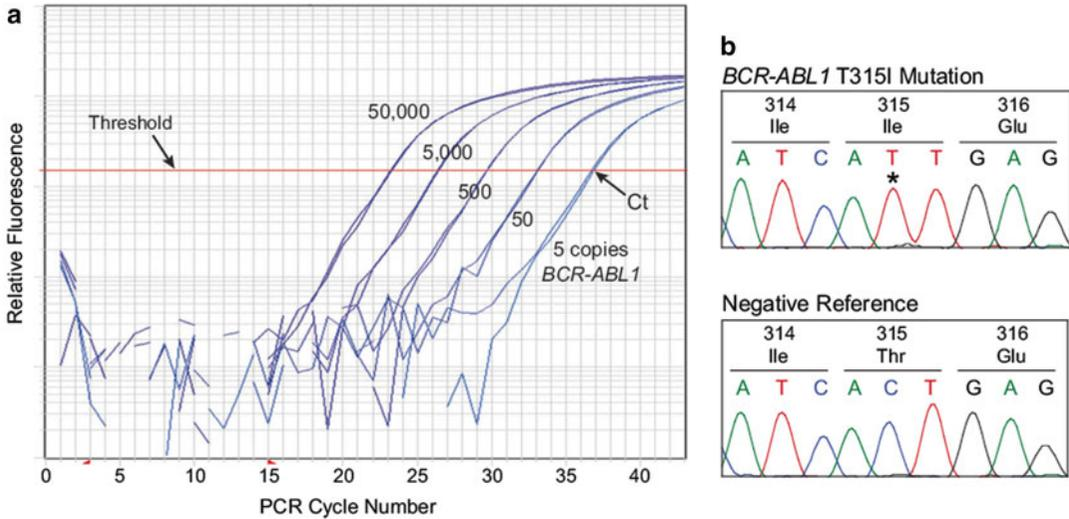 a
Threshold
50,000
5,000
500
50
5 copies
BCR-ABL1
Ct
Relative Fluorescence
0 5 10 15 20 25 30 35 40
PCR Cycle Number
b
BCR-ABL1 T315I Mutation
314 315 316
Ile Ile Glu
A T C A T T G A G
*
Negative Reference
314 315 316
Ile Thr Glu
A T C A C T G A G